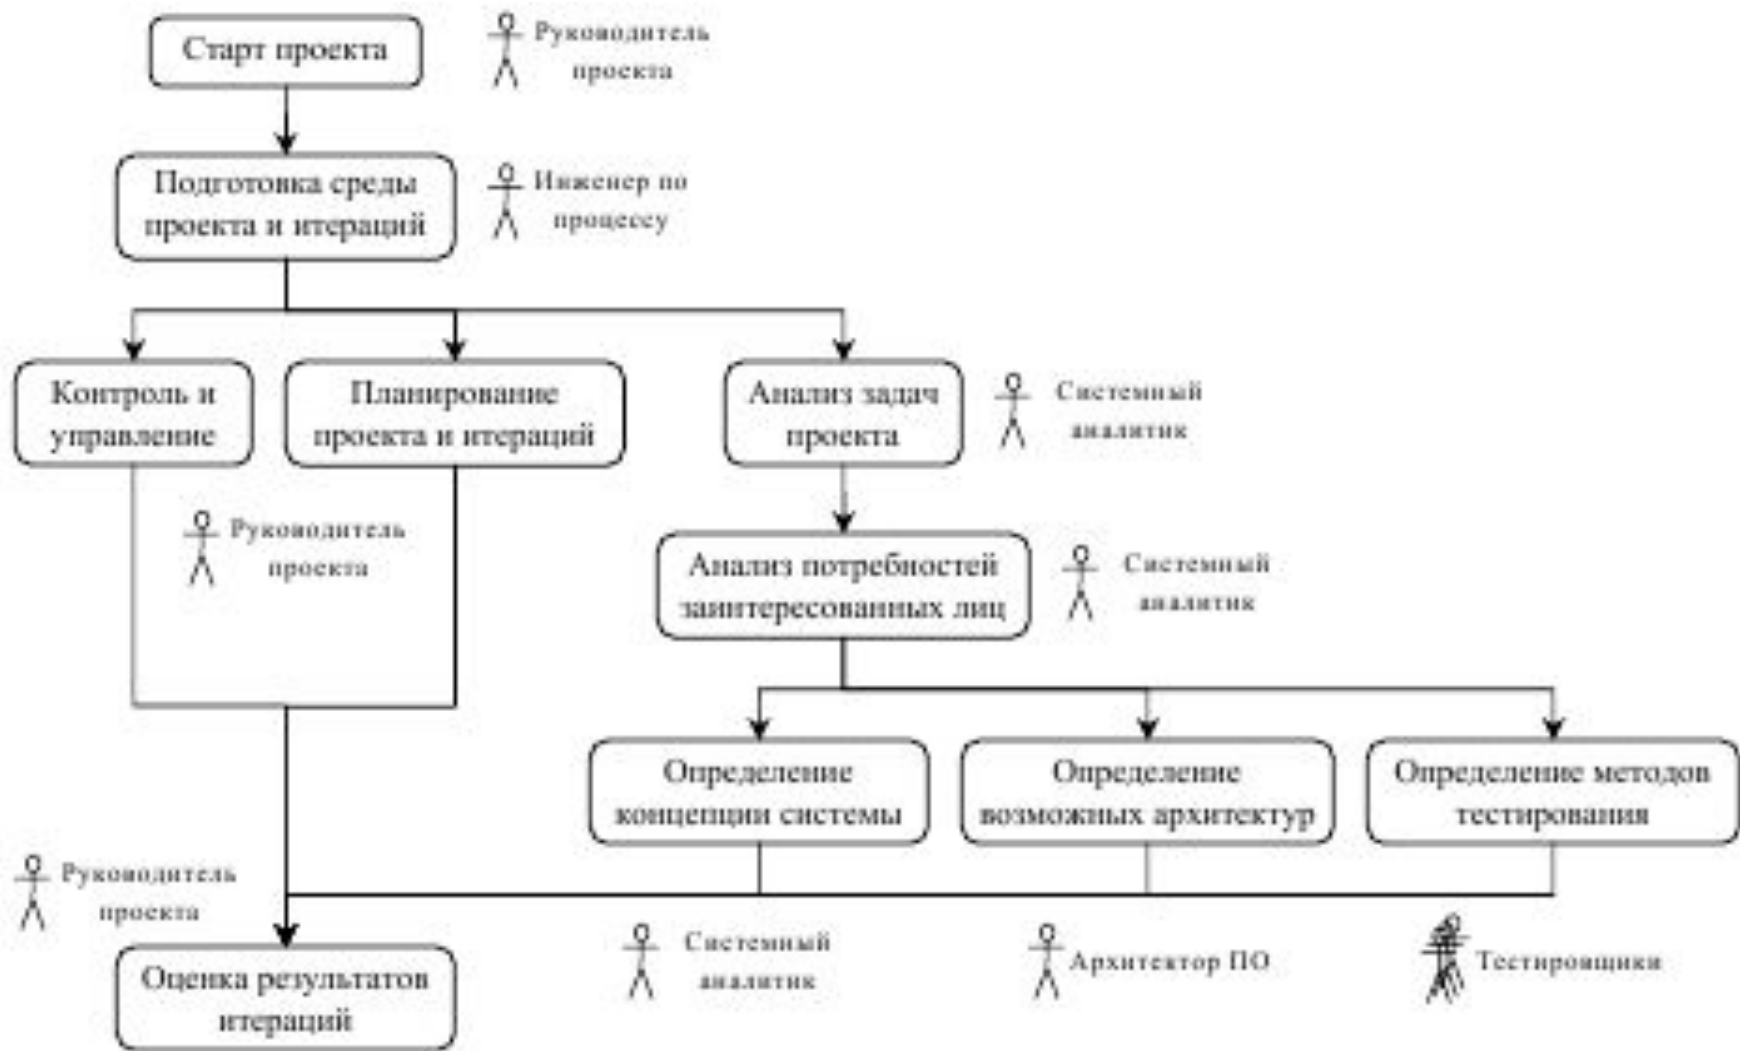 Старт проекта
Руководитель
проекта
Подготовка среды
проекта и итераций
Инженер по
процессу
Контроль и
управление
Планирование
проекта и итераций
Анализ задач
проекта
Системный
аналитик
Руководитель
проекта
Анализ потребностей
заинтересованных лиц
Системный
аналитик
Определение
концепции системы
Определение
возможных архитектур
Определение методов
тестирования
Руководитель
проекта
Системный
аналитик
Архитектор ПО
Тестировщики
Оценка результатов
итераций